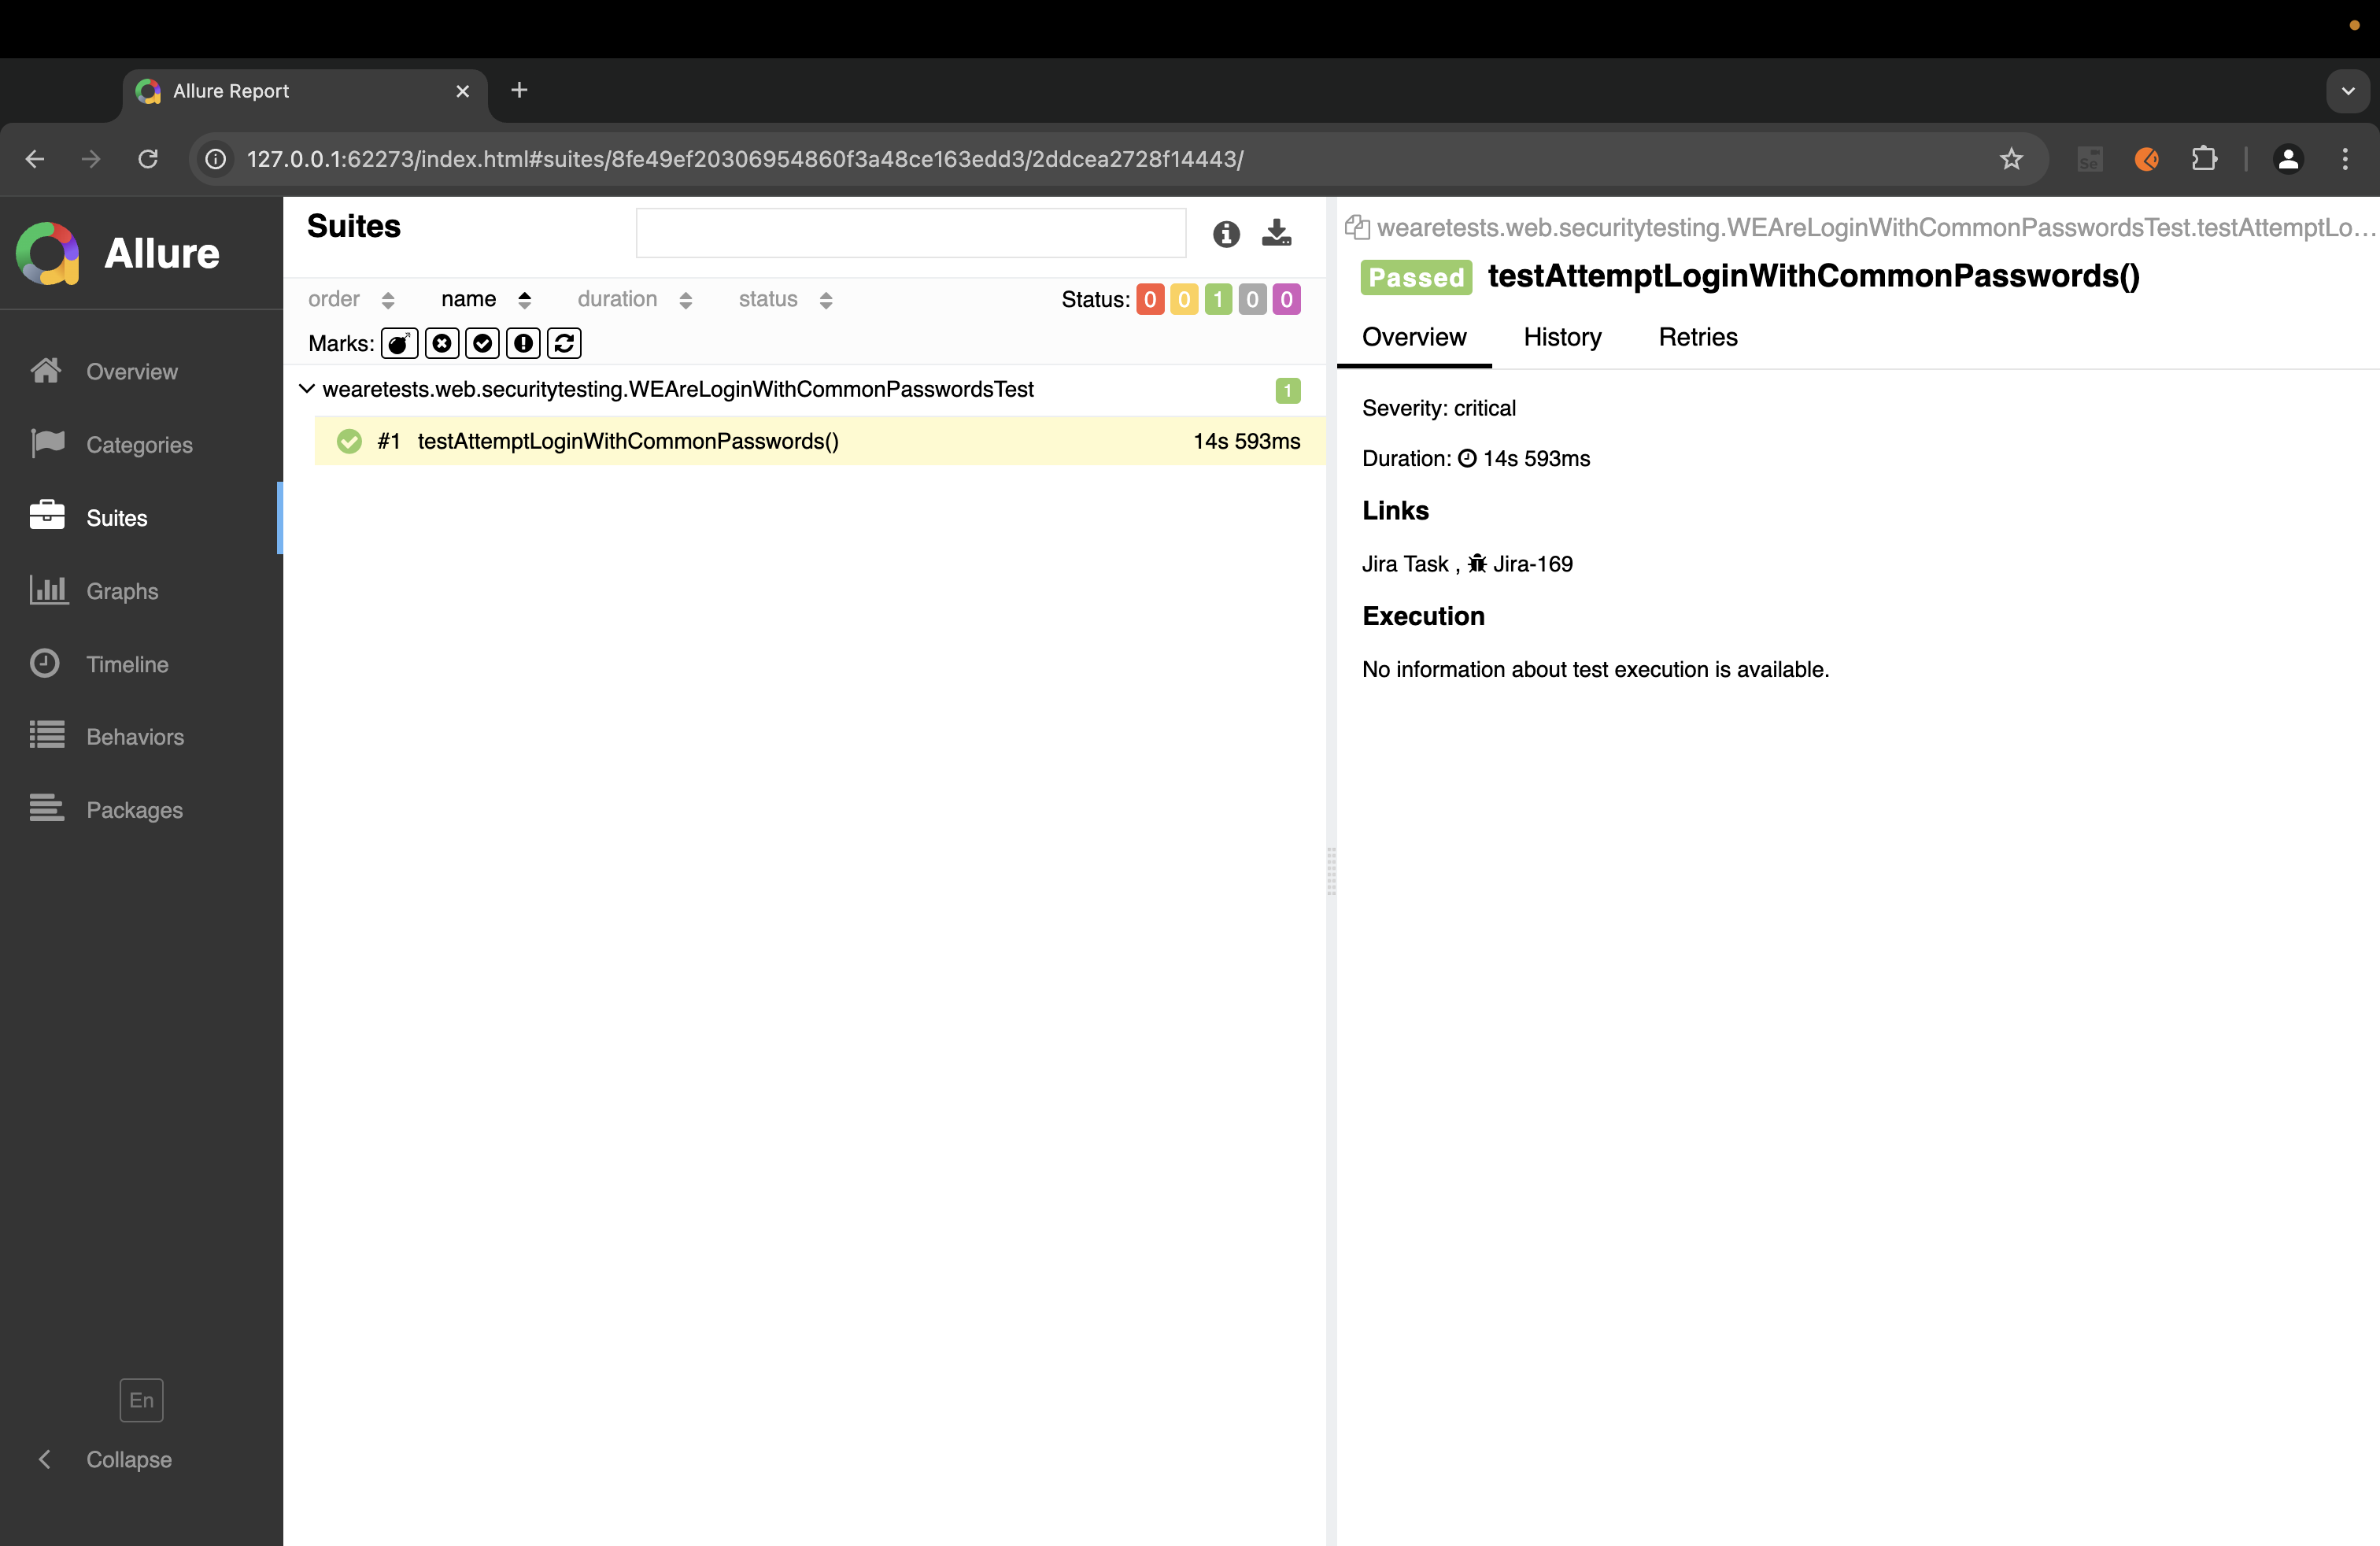 Allure Report
127.0.0.1:62273/index.html#suites/8fe49ef20306954860f3a48ce163edd3/2ddcea2728f14443/
Se
Allure
Overview
Categories
Suites
Graphs
Timeline
Behaviors
Packages
En
Collapse
Suites
order name duration status Status: 0 0 1 0 0
Marks:
wearetests.web.securitytesting.WEAreLoginWithCommonPasswordsTest 1
#1 testAttemptLoginWithCommonPasswords() 14s 593ms
wearetests.web.securitytesting.WEAreLoginWithCommonPasswordsTest.testAttemptLo...
Passed testAttemptLoginWithCommonPasswords()
Overview History Retries
Severity: critical
Duration: 14s 593ms
Links
Jira Task , Jira-169
Execution
No information about test execution is available.